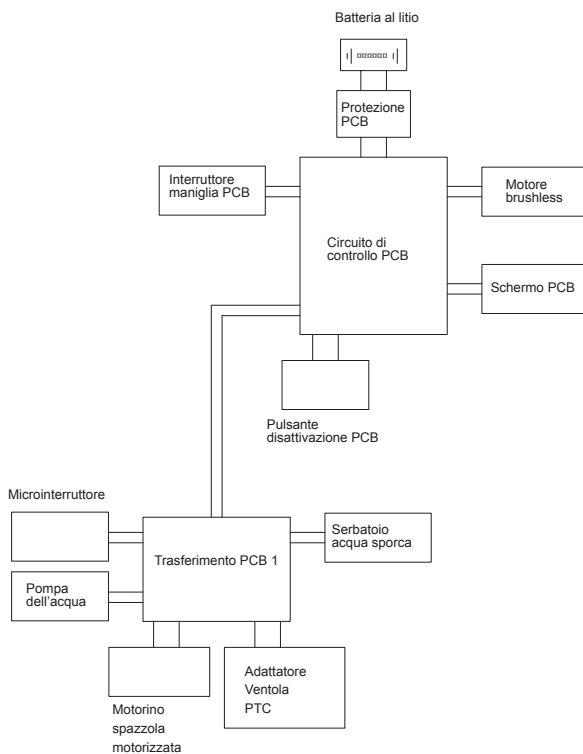 Batteria al litio
Protezione
PCB
Interruttore
maniglia PCB
Motore
brushless
Circuito di
controllo PCB
Schermo PCB
Pulsante
disattivazione PCB
Microinterruttore
Trasferimento PCB 1
Serbatoio
acqua sporca
Pompa
dell'acqua
Motorino
spazzola
motorizzata
Adattatore
Ventola
PTC